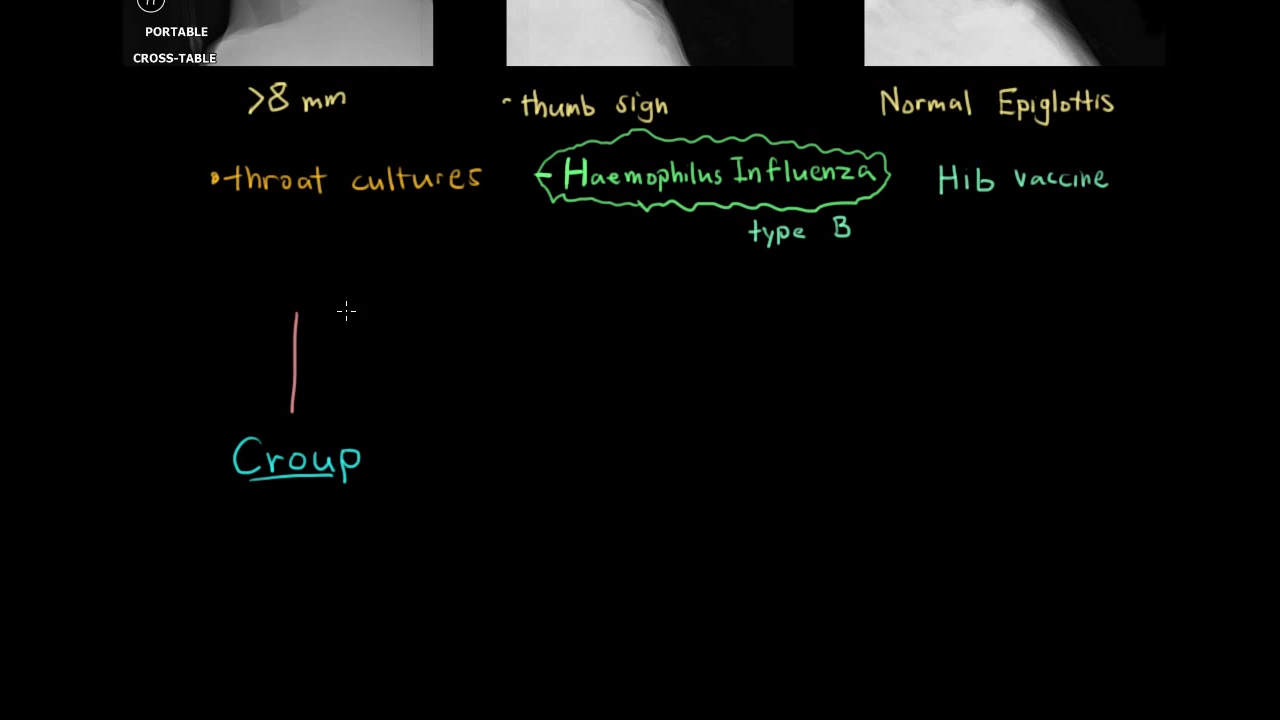 PORTABLE
CROSS-TABLE
>8 mm
- thumb sign
Normal Epiglottis
•throat cultures
- Haemophilus Influenza
Hib vaccine
type B
Croup